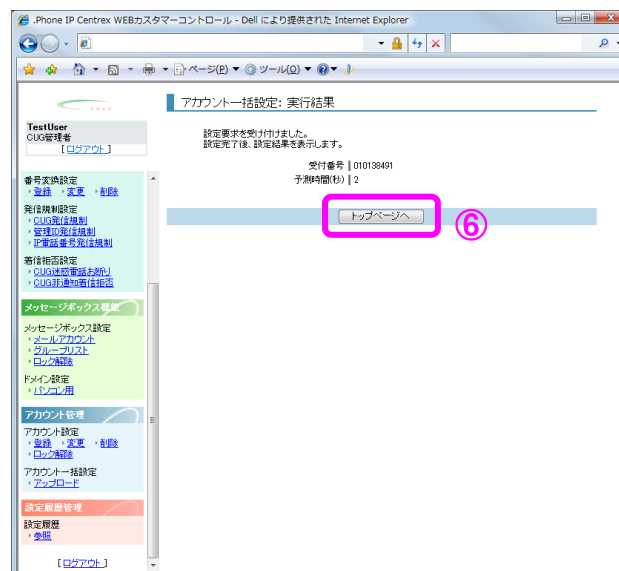 .Phone IP Centrex WEBカスタマーコントロール - Dell により提供された Internet Explorer
ページ(P) ツール(O)
TestUser
CUG管理者
[ログアウト]
番号変換設定
登録 変更 削除
発信規制設定
CUG発信規制
管理ID発信規制
IP電話番号発信規制
着信拒否設定
CUG迷惑電話お断り
CUG非通知着信拒否
メッセージボックス設定
メッセージボックス設定
メールアカウント
グループリスト
ロック解除
ドメイン設定
パソコン用
アカウント管理
アカウント設定
登録 変更 削除
ロック解除
アカウント一括設定
アップロード
設定履歴管理
設定履歴
参照
[ログアウト]
アカウント一括設定: 実行結果
設定要求を受け付けました。
設定完了後、設定結果を表示します。
受付番号 010138491
予測時間(秒) 2
トップページへ
⑥